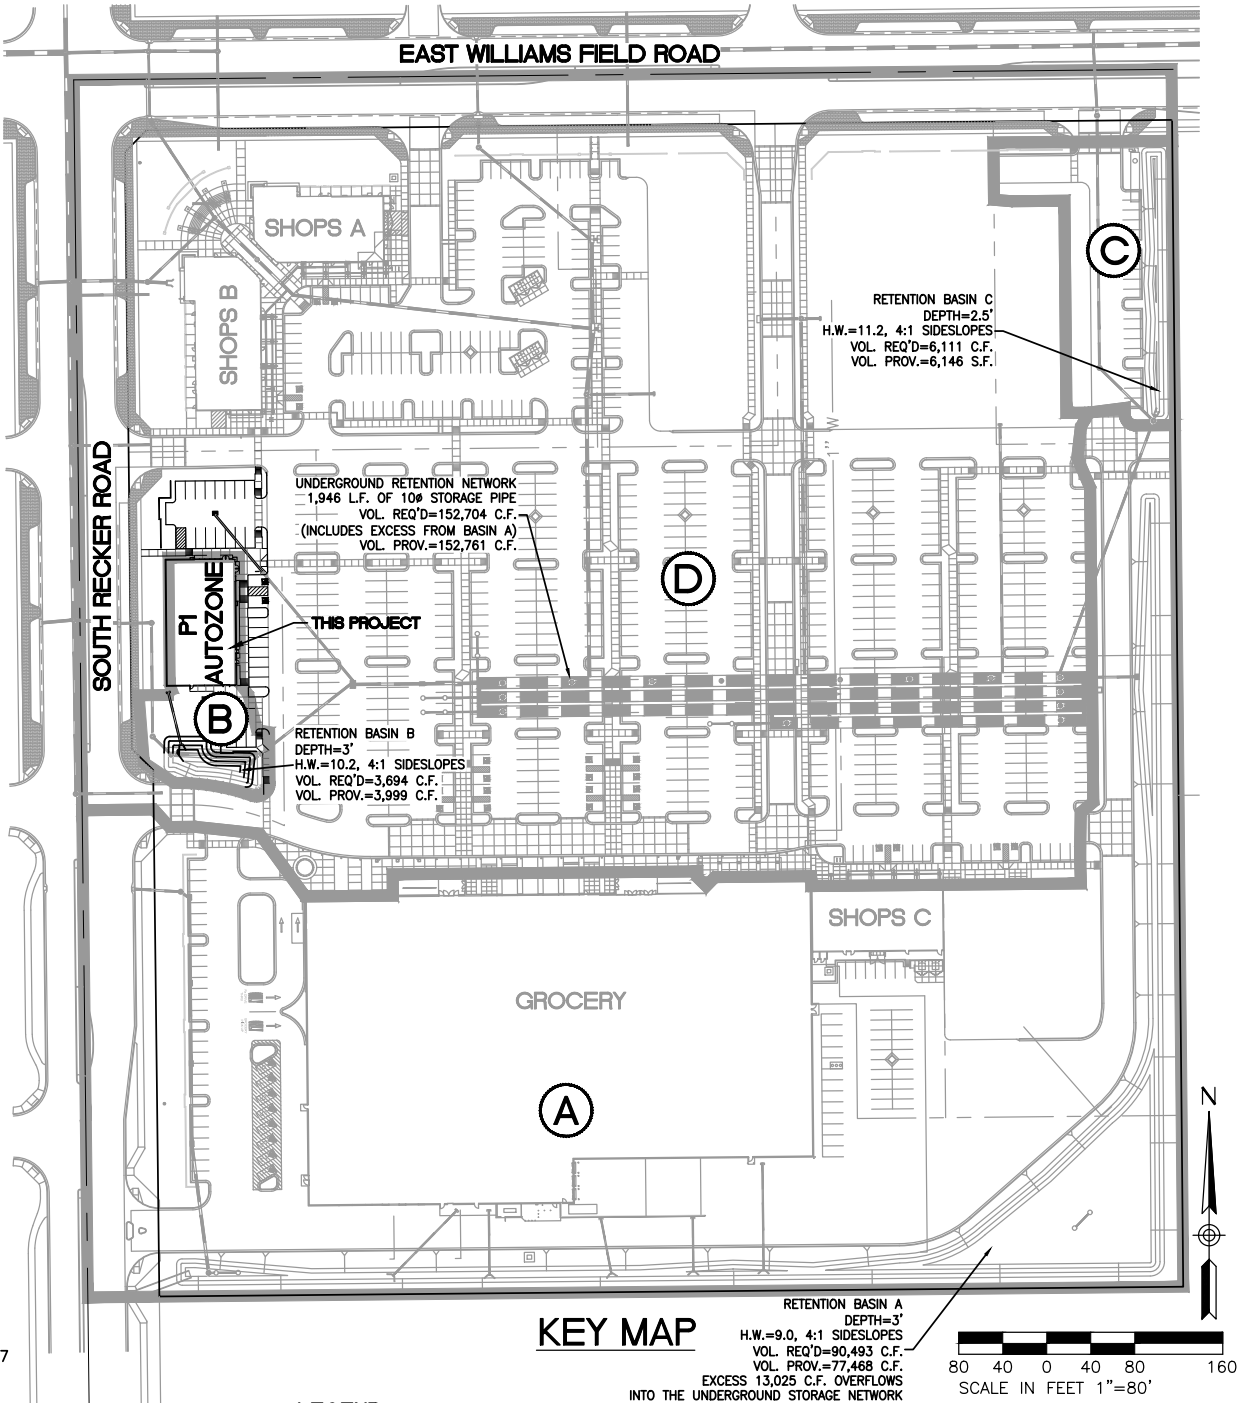 EAST WILLIAMS FIELD ROAD
SHOPS A
SHOPS B
C
RETENTION BASIN C
DEPTH=2.5'
H.W.=11.2, 4:1 SIDESLOPES
VOL. REQ'D=6,111 C.F.
VOL. PROV.=6,146 S.F.
1" W
SOUTH RECKER ROAD
UNDERGROUND RETENTION NETWORK
1,946 L.F. OF 10ø STORAGE PIPE
VOL. REQ'D=152,704 C.F.
(INCLUDES EXCESS FROM BASIN A)
VOL. PROV.=152,761 C.F.
D
P1
AUTOZONE
THIS PROJECT
B
RETENTION BASIN B
DEPTH=3'
H.W.=10.2, 4:1 SIDESLOPES
VOL. REQ'D=3,694 C.F.
VOL. PROV.=3,999 C.F.
SHOPS C
GROCERY
A
N
RETENTION BASIN A
DEPTH=3'
H.W.=9.0, 4:1 SIDESLOPES
VOL. REQ'D=90,493 C.F.
VOL. PROV.=77,468 C.F.
EXCESS 13,025 C.F. OVERFLOWS
INTO THE UNDERGROUND STORAGE NETWORK
KEY MAP
7
80 40 0 40 80 160
SCALE IN FEET 1"=80'